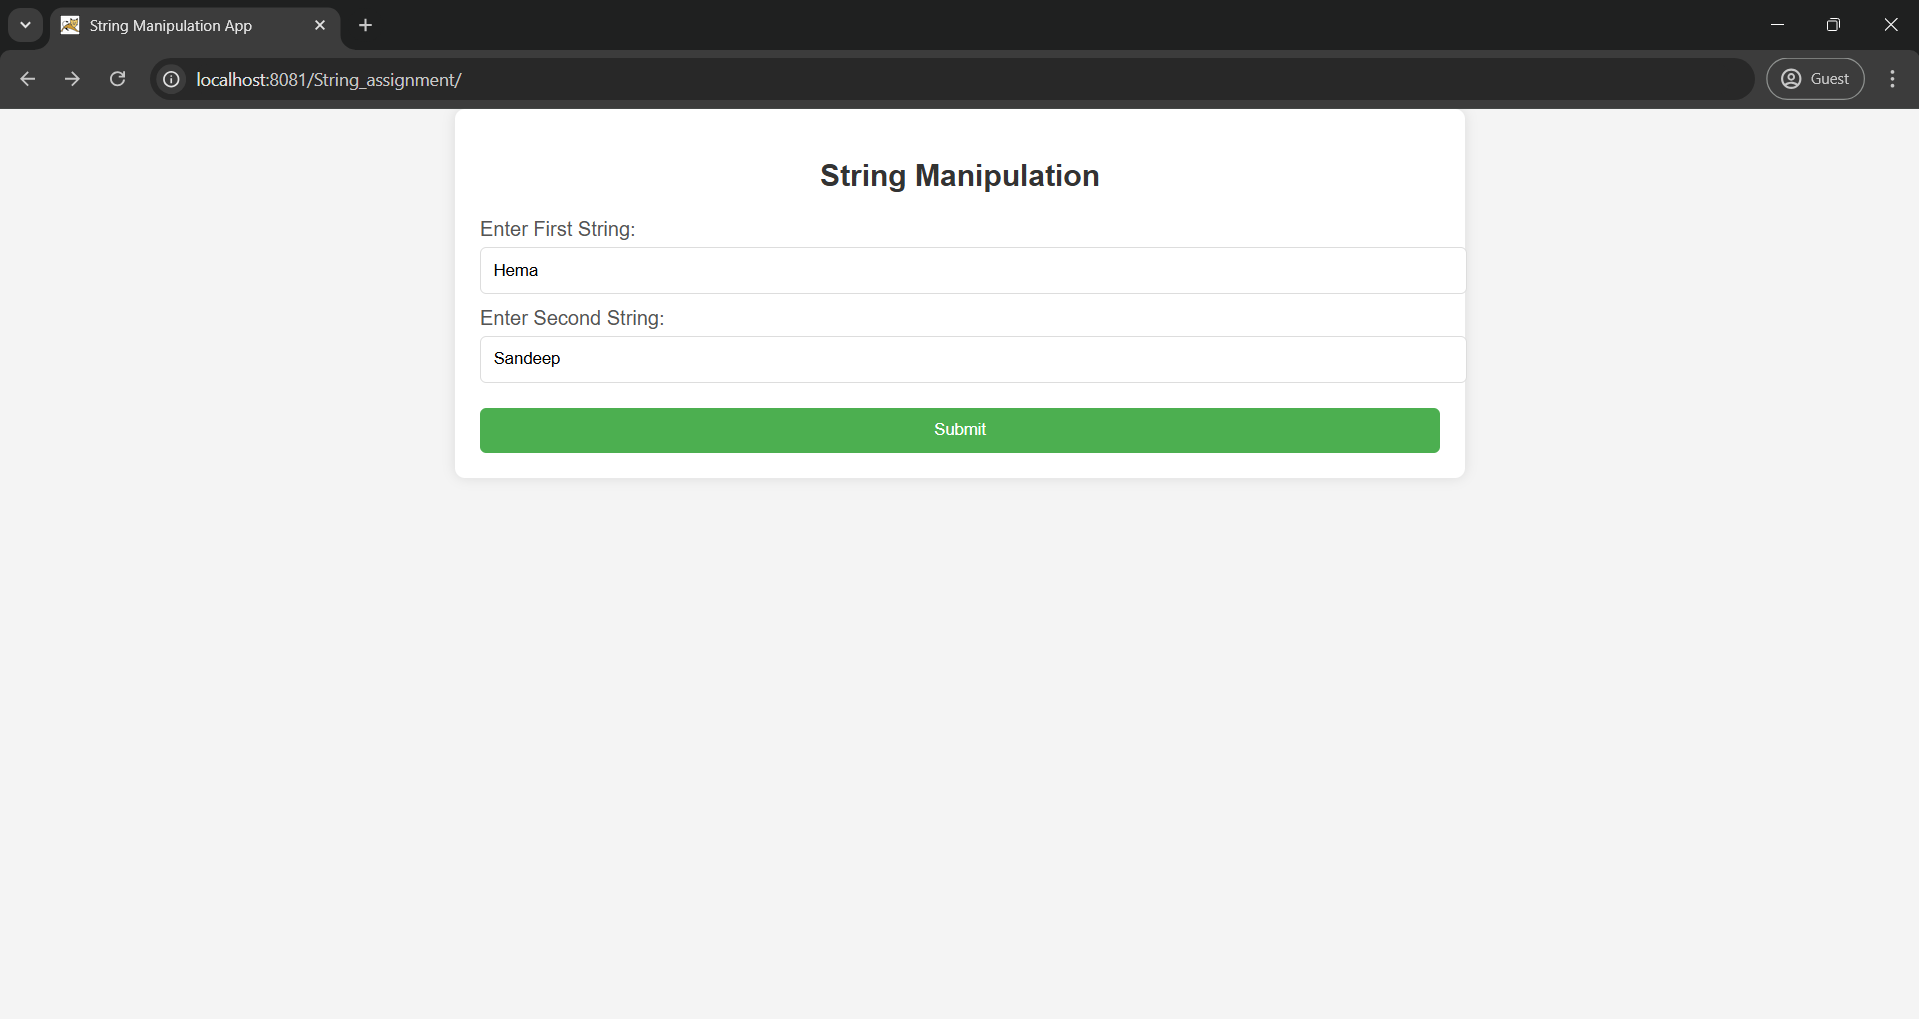 String Manipulation App
localhost:8081/String_assignment/
Guest
String Manipulation
Enter First String:
Hema
Enter Second String:
Sandeep
Submit